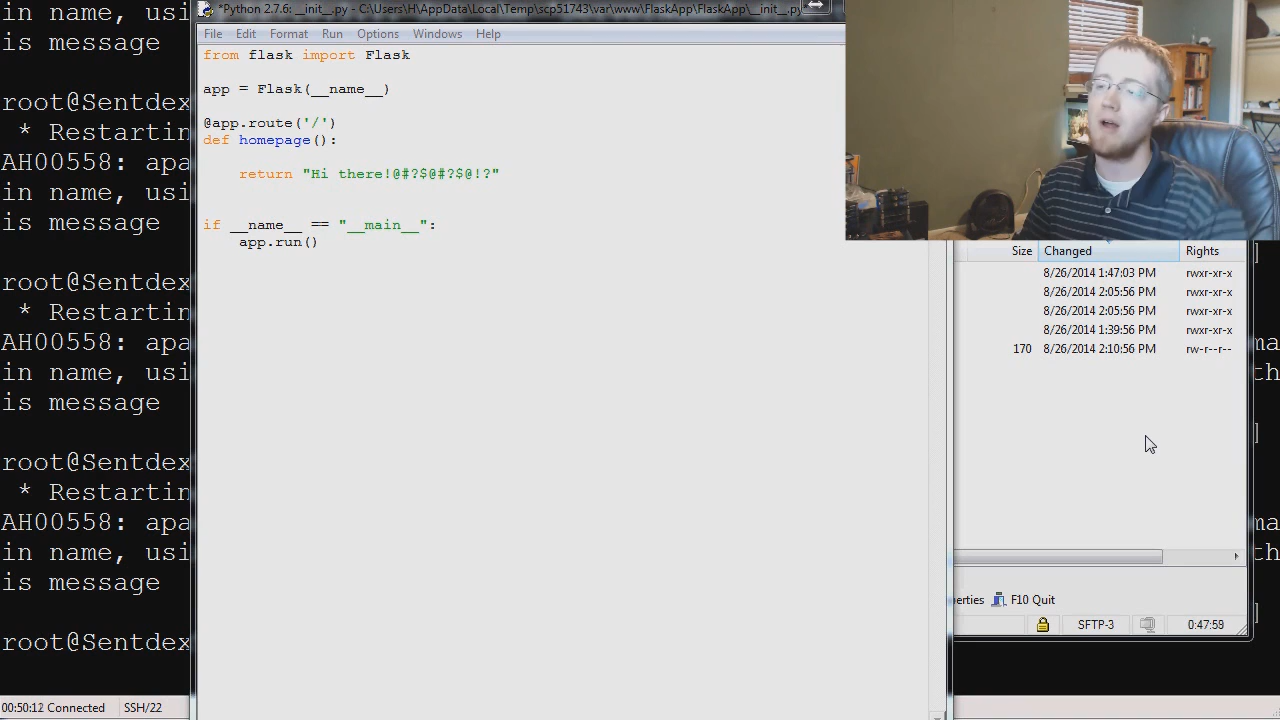 in name, usi
is message
root@Sentdex
* Restartin
AH00558: apa
in name, usi
is message
root@Sentdex
* Restartin
AH00558: apa
in name, usi
is message
root@Sentdex
* Restartin
AH00558: apa
in name, usi
is message
root@Sentdex
00:50:12 Connected SSH/22
*Python 2.7.6: __init__.py - C:\Users\H\AppData\Local\Temp\scp51743\var\www\FlaskApp\FlaskApp\__init__.py
File Edit Format Run Options Windows Help
from flask import Flask
app = Flask(__name__)
@app.route('/')
def homepage():
return "Hi there!@#?$@#?$@!?"
if __name__ == "__main__":
app.run()
Size Changed Rights
8/26/2014 1:47:03 PM rwxr-xr-x
8/26/2014 2:05:56 PM rwxr-xr-x
8/26/2014 2:05:56 PM rwxr-xr-x
8/26/2014 1:39:56 PM rwxr-xr-x
170 8/26/2014 2:10:56 PM rw-r--r--
erties F10 Quit
SFTP-3 0:47:59
]
ma
th
]
ma
th
]